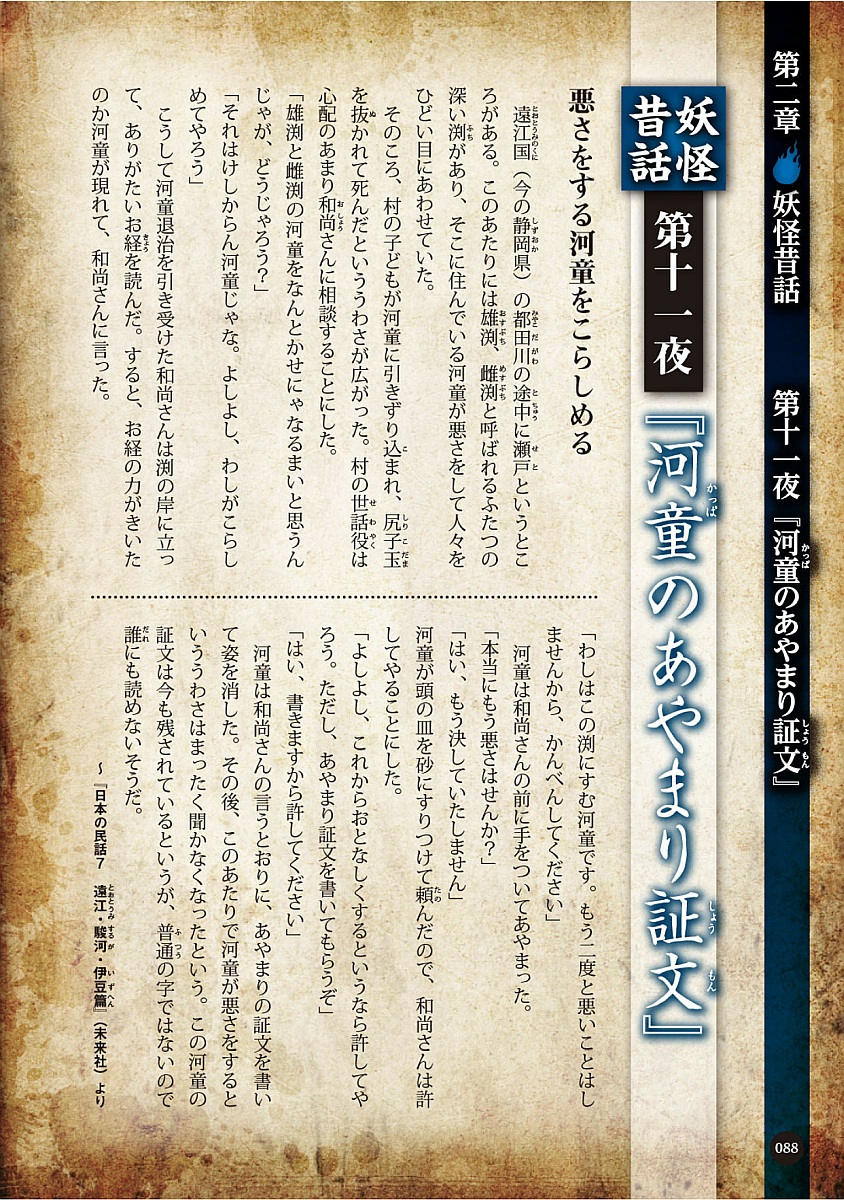 第二章 妖怪昔話 第十一夜『河童のあやまり証文』
妖怪昔話 第十一夜 『河童のあやまり証文』
悪さをする河童をこらしめる
遠江国（今の静岡県）の都田川の途中に瀬戸というとこ
ろがある。このあたりには雄渕、雌渕と呼ばれるふたつの
深い渕があり、そこに住んでいる河童が悪さをして人々を
ひどい目にあわせていた。
そのころ、村の子どもが河童に引きずり込まれ、尻子玉
を抜かれて死んだといううわさが広がった。村の世話役は
心配のあまり和尚さんに相談することにした。
「雄渕と雌渕の河童をなんとかせにゃなるまいと思うん
じゃが、どうじゃろう？」
「それはけしからん河童じゃな。よしよし、わしがこらし
めてやろう」
こうして河童退治を引き受けた和尚さんは渕の岸に立っ
て、ありがたいお経を読んだ。すると、お経の力がきいた
のか河童が現れて、和尚さんに言った。
「わしはこの渕にすむ河童です。もう二度と悪いことはし
ませんから、かんべんしてください」
河童は和尚さんの前に手をついてあやまった。
「本当にもう悪さはせんか？」
「はい、もう決していたしません」
河童が頭の皿を砂にすりつけて頼んだので、和尚さんは許
してやることにした。
「よしよし、これからおとなしくするというなら許してや
ろう。ただし、あやまり証文を書いてもらうぞ」
「はい、書きますから許してください」
河童は和尚さんの言うとおりに、あやまりの証文を書い
て姿を消した。その後、このあたりで河童が悪さをすると
いううわさはまったく聞かなくなったという。この河童の
証文は今も残されているというが、普通の字ではないので
誰にも読めないそうだ。
〜『日本の民話７ 遠江・駿河・伊豆篇』（未来社）より
088